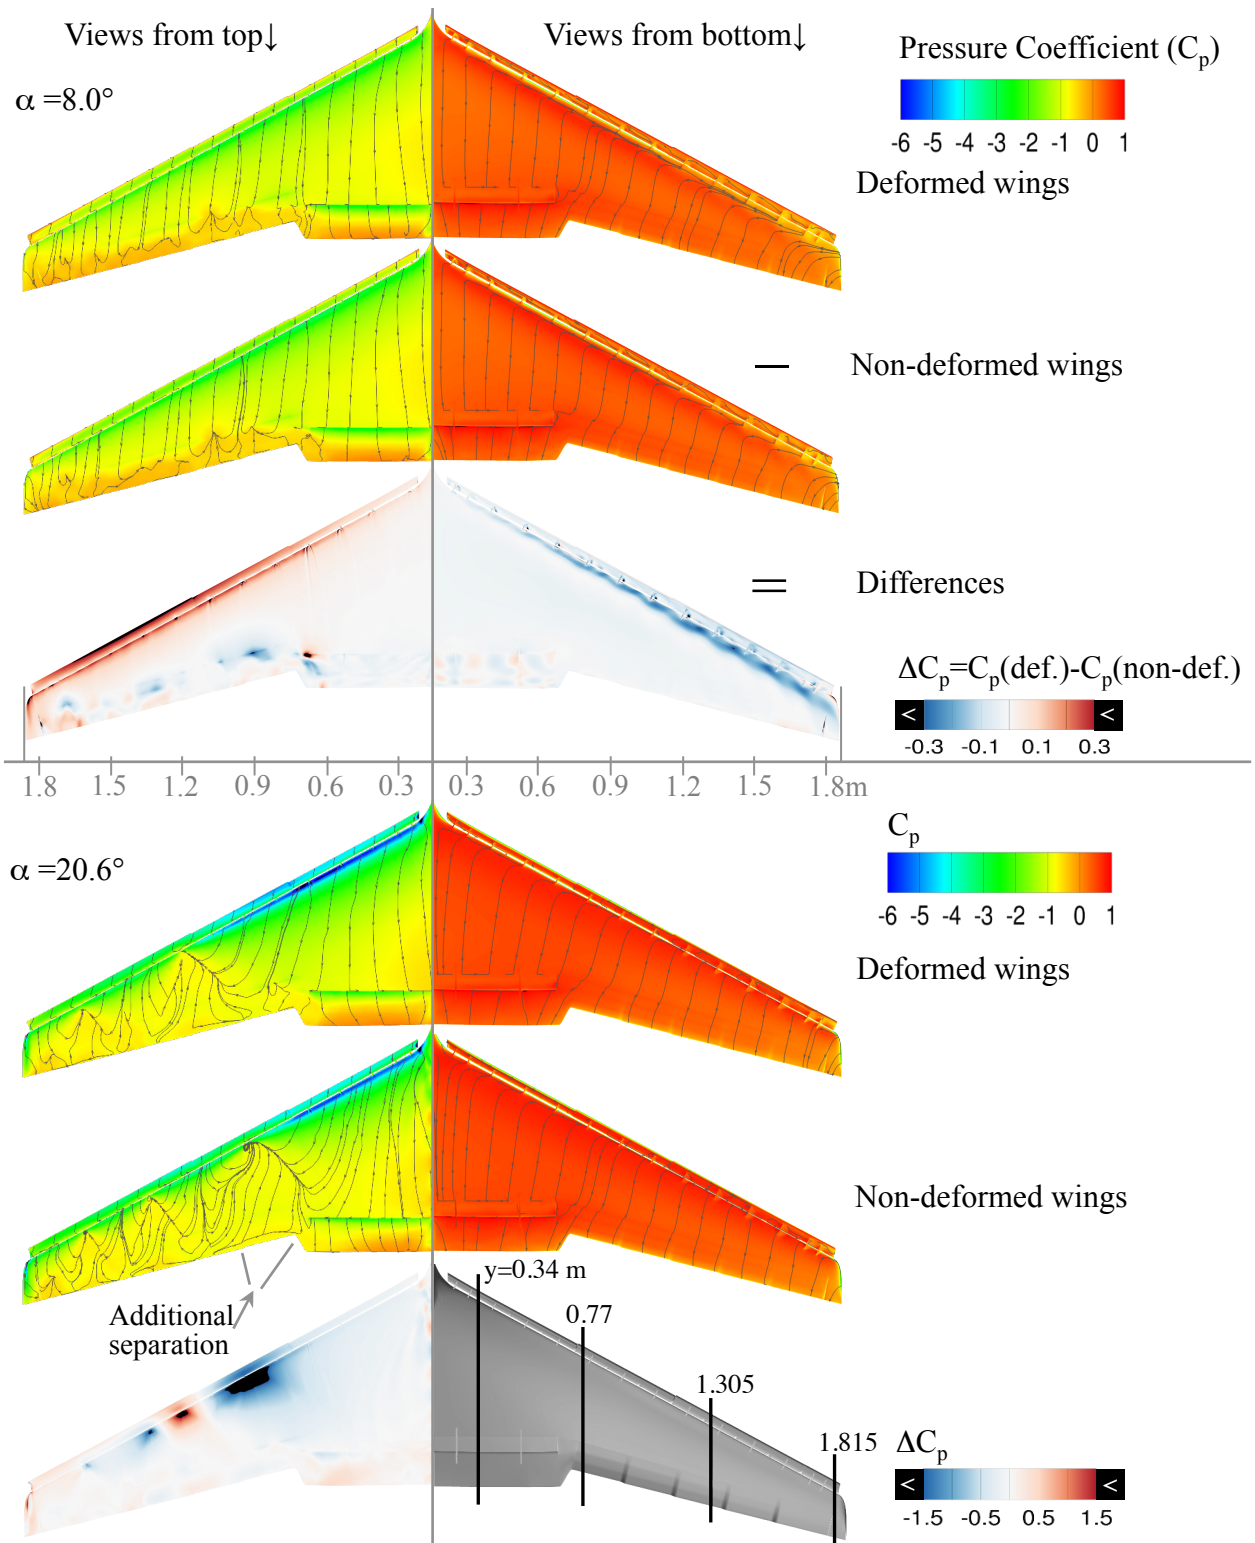 Views from top↓
Views from bottom↓
Pressure Coefficient (Cp)
α =8.0°
-6 -5 -4 -3 -2 -1 0 1
Deformed wings
Non-deformed wings
Differences
ΔCp=Cp(def.)-Cp(non-def.)
< <
-0.3 -0.1 0.1 0.3
1.8 1.5 1.2 0.9 0.6 0.3 0.3 0.6 0.9 1.2 1.5 1.8m
Cp
α =20.6°
-6 -5 -4 -3 -2 -1 0 1
Deformed wings
Non-deformed wings
y=0.34 m
Additional
separation
0.77
1.305
1.815
ΔCp
< <
-1.5 -0.5 0.5 1.5